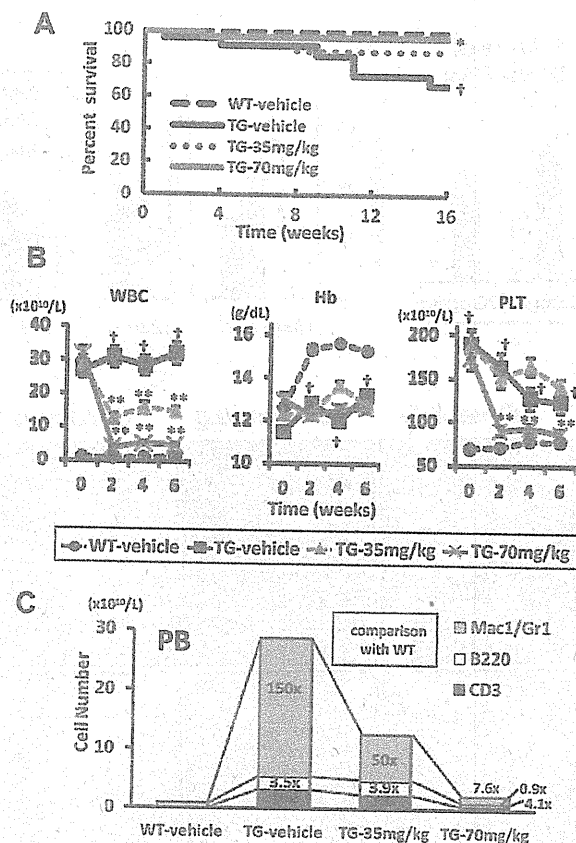 A
Percent survival
100
80
60
40
20
0
WT-vehicle
TG-vehicle
TG-35mg/kg
TG-70mg/kg
*
†
0 4 8 12 16
Time (weeks)
B
WBC
(x10¹⁰/L)
40
30
20
10
0
† † †
** ** **
** ** **
0 2 4 6
Hb
(g/dL)
16
14
12
10
† † †
0 2 4 6
PLT
(x10¹⁰/L)
200
150
100
50
† † † †
** ** **
0 2 4 6
Time (weeks)
WT-vehicle TG-vehicle TG-35mg/kg TG-70mg/kg
C
(x10¹⁰/L)
Cell Number
30
20
10
0
PB
comparison
with WT
Mac1/Gr1
B220
CD3
150x
3.5x
50x
3.9x
7.6x
0.9x
4.1x
WT-vehicle TG-vehicle TG-35mg/kg TG-70mg/kg